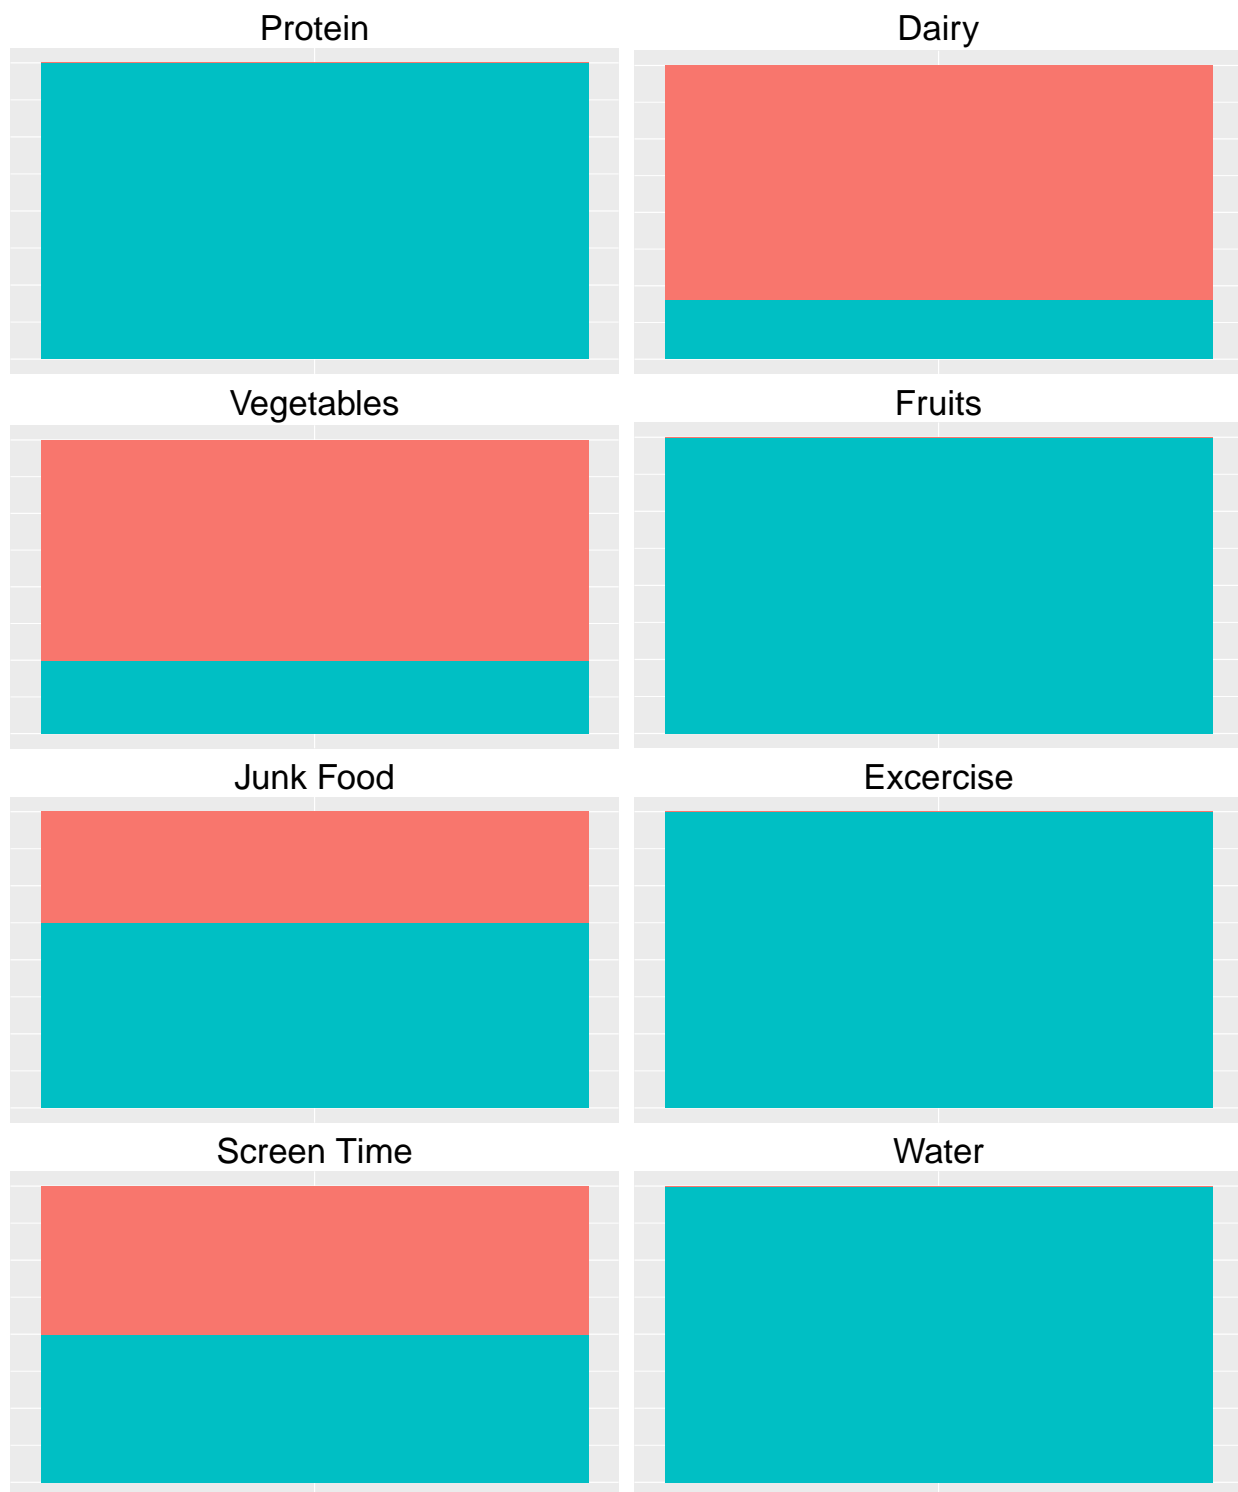 Protein
Dairy
Vegetables
Fruits
Junk Food
Excercise
Screen Time
Water